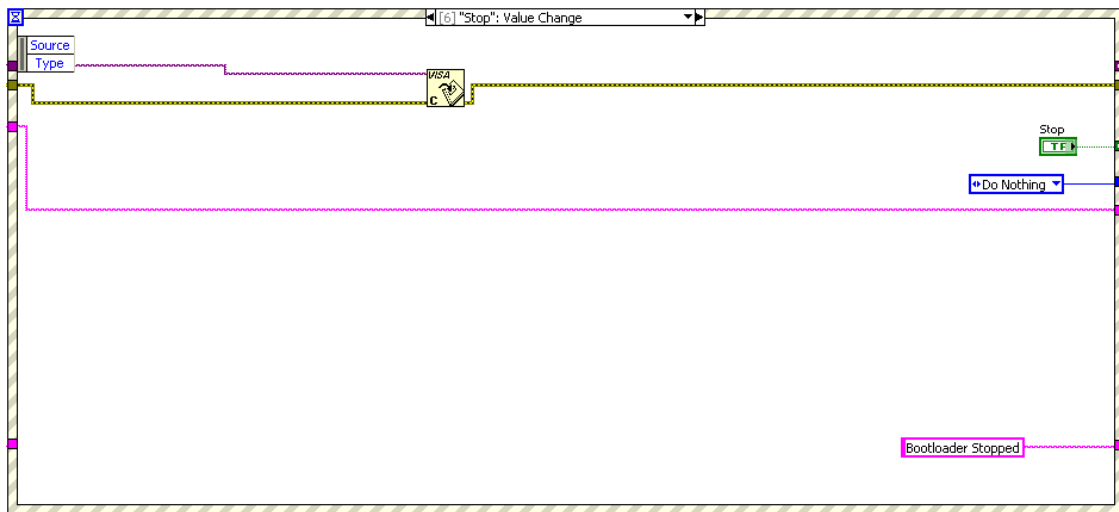 [6] "Stop": Value Change
Source
Type
VISA
C
Stop
TF
Do Nothing
Bootloader Stopped